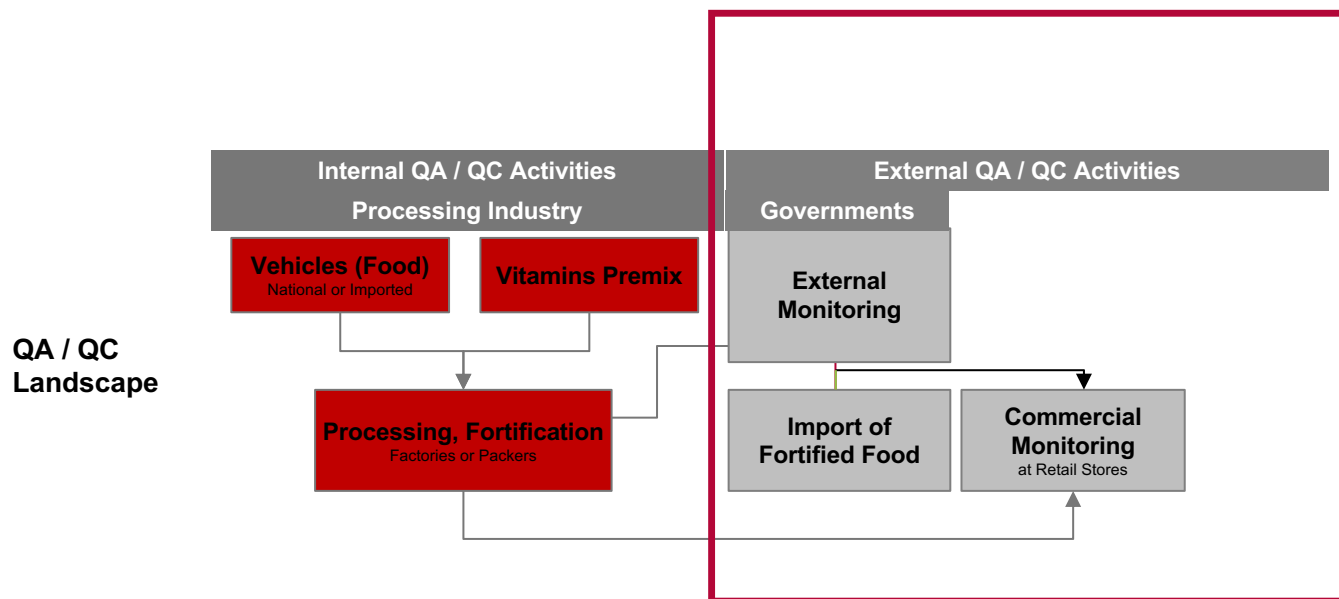 Internal QA / QC Activities
External QA / QC Activities
Processing Industry
Governments
Vehicles (Food)
National or Imported
Vitamins Premix
External
Monitoring
QA / QC
Landscape
Processing, Fortification
Factories or Packers
Import of
Fortified Food
Commercial
Monitoring
at Retail Stores